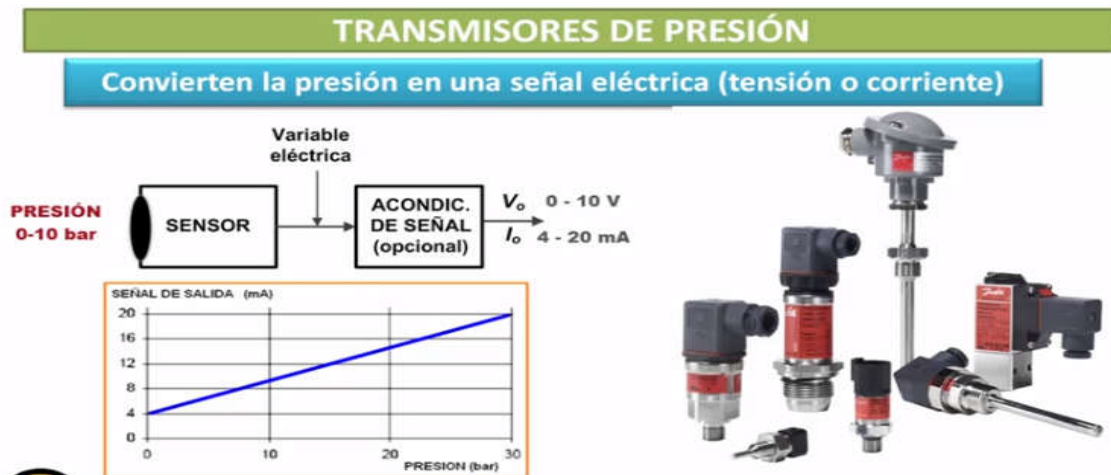 TRANSMISORES DE PRESIÓN
Convierten la presión en una señal eléctrica (tensión o corriente)
Variable
eléctrica
PRESIÓN
0-10 bar
SENSOR
ACONDIC.
DE SEÑAL
(opcional)
Vo 0 - 10 V
Io 4 - 20 mA
SEÑAL DE SALIDA (mA)
20
16
12
8
4
0
0 10 20 30
PRESION (bar)